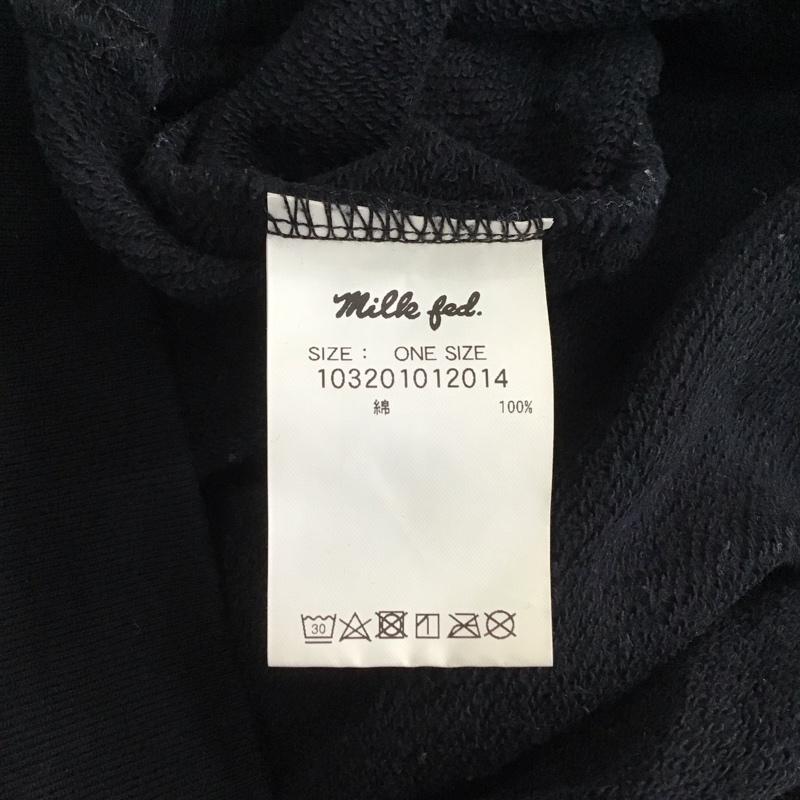 Milk fed.
SIZE : ONE SIZE
103201012014
綿 100%
30